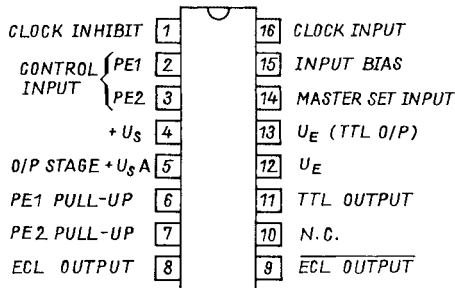 CLOCK INHIBIT 1 16 CLOCK INPUT
CONTROL INPUT PE1 2 15 INPUT BIAS
PE2 3 14 MASTER SET INPUT
+ US 4 13 UE (TTL O/P)
O/P STAGE + US A 5 12 UE
PE1 PULL-UP 6 11 TTL OUTPUT
PE2 PULL-UP 7 10 N.C.
ECL OUTPUT 8 9 ECL OUTPUT